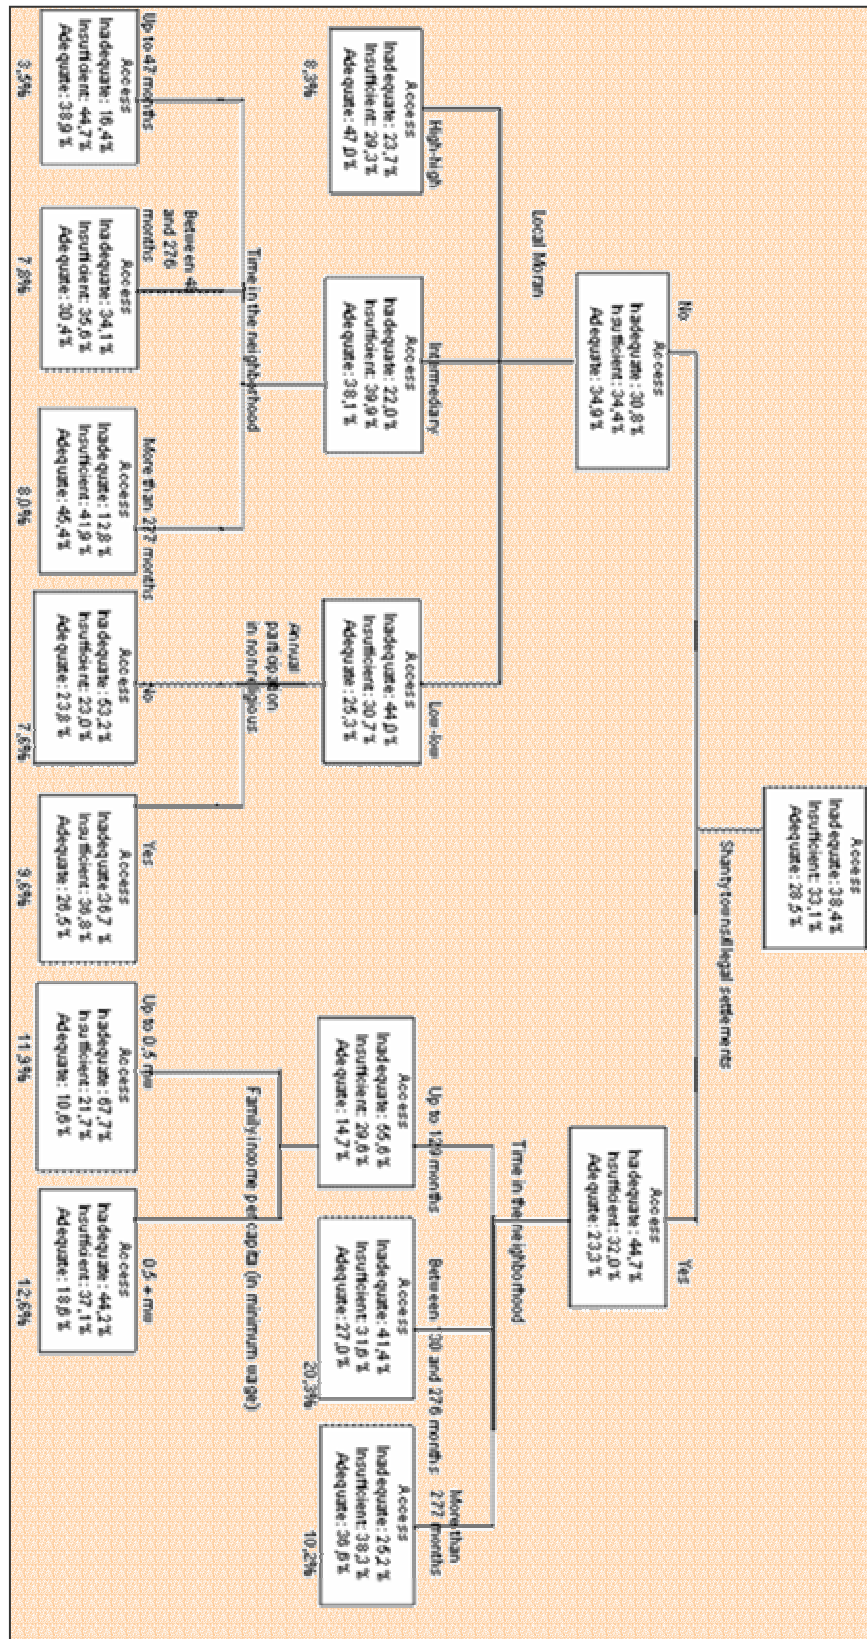 Access
Inadequate: 38,4%
Insufficient: 33,1%
Adequate: 28,5%
Shantytowns/illegal settlements
No
Access
Inadequate: 30,8%
Insufficient: 34,4%
Adequate: 34,9%
Yes
Access
Inadequate: 44,7%
Insufficient: 32,0%
Adequate: 23,3%
Local Moran
High-high
Access
Inadequate: 23,7%
Insufficient: 29,3%
Adequate: 47,0%
8,3%
Intermediary
Access
Inadequate: 22,0%
Insufficient: 39,9%
Adequate: 38,1%
Low-low
Access
Inadequate: 44,0%
Insufficient: 30,7%
Adequate: 25,3%
Time in the neighborhood
Up to 129 months
Access
Inadequate: 55,6%
Insufficient: 29,6%
Adequate: 14,7%
Between 130 and 276 months
Access
Inadequate: 41,4%
Insufficient: 31,6%
Adequate: 27,0%
20,3%
More than
277 months
Access
Inadequate: 25,2%
Insufficient: 38,3%
Adequate: 36,6%
10,2%
Time in the neighborhood
Up to 47 months
Access
Inadequate: 16,4%
Insufficient: 44,7%
Adequate: 38,9%
3,5%
Between 48
and 276
months
Access
Inadequate: 34,1%
Insufficient: 35,6%
Adequate: 30,4%
7,8%
More than 277 months
Access
Inadequate: 12,8%
Insufficient: 41,9%
Adequate: 45,4%
8,0%
Annual
participation
in nonreligious
No
Access
Inadequate: 53,2%
Insufficient: 23,0%
Adequate: 23,8%
7,6%
Yes
Access
Inadequate: 36,7 %
Insufficient: 36,8%
Adequate: 26,5%
9,6%
Family income per capita (in minimum wage)
Up to 0,5 mw
Access
Inadequate: 67,7%
Insufficient: 21,7%
Adequate: 10,6%
11,9%
0,5 + mw
Access
Inadequate: 44,2%
Insufficient: 37,1%
Adequate: 18,6%
12,6%